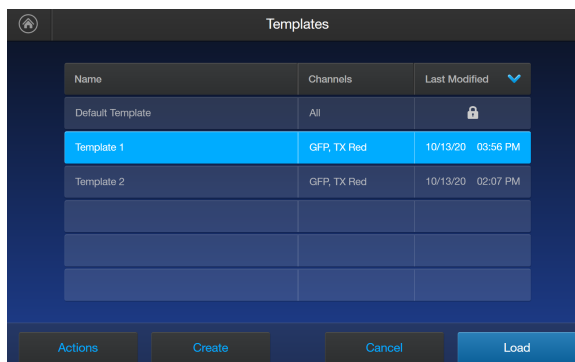 Templates
Name Channels Last Modified
Default Template All
Template 1 GFP, TX Red 10/13/20 03:56 PM
Template 2 GFP, TX Red 10/13/20 02:07 PM
Actions Create Cancel Load